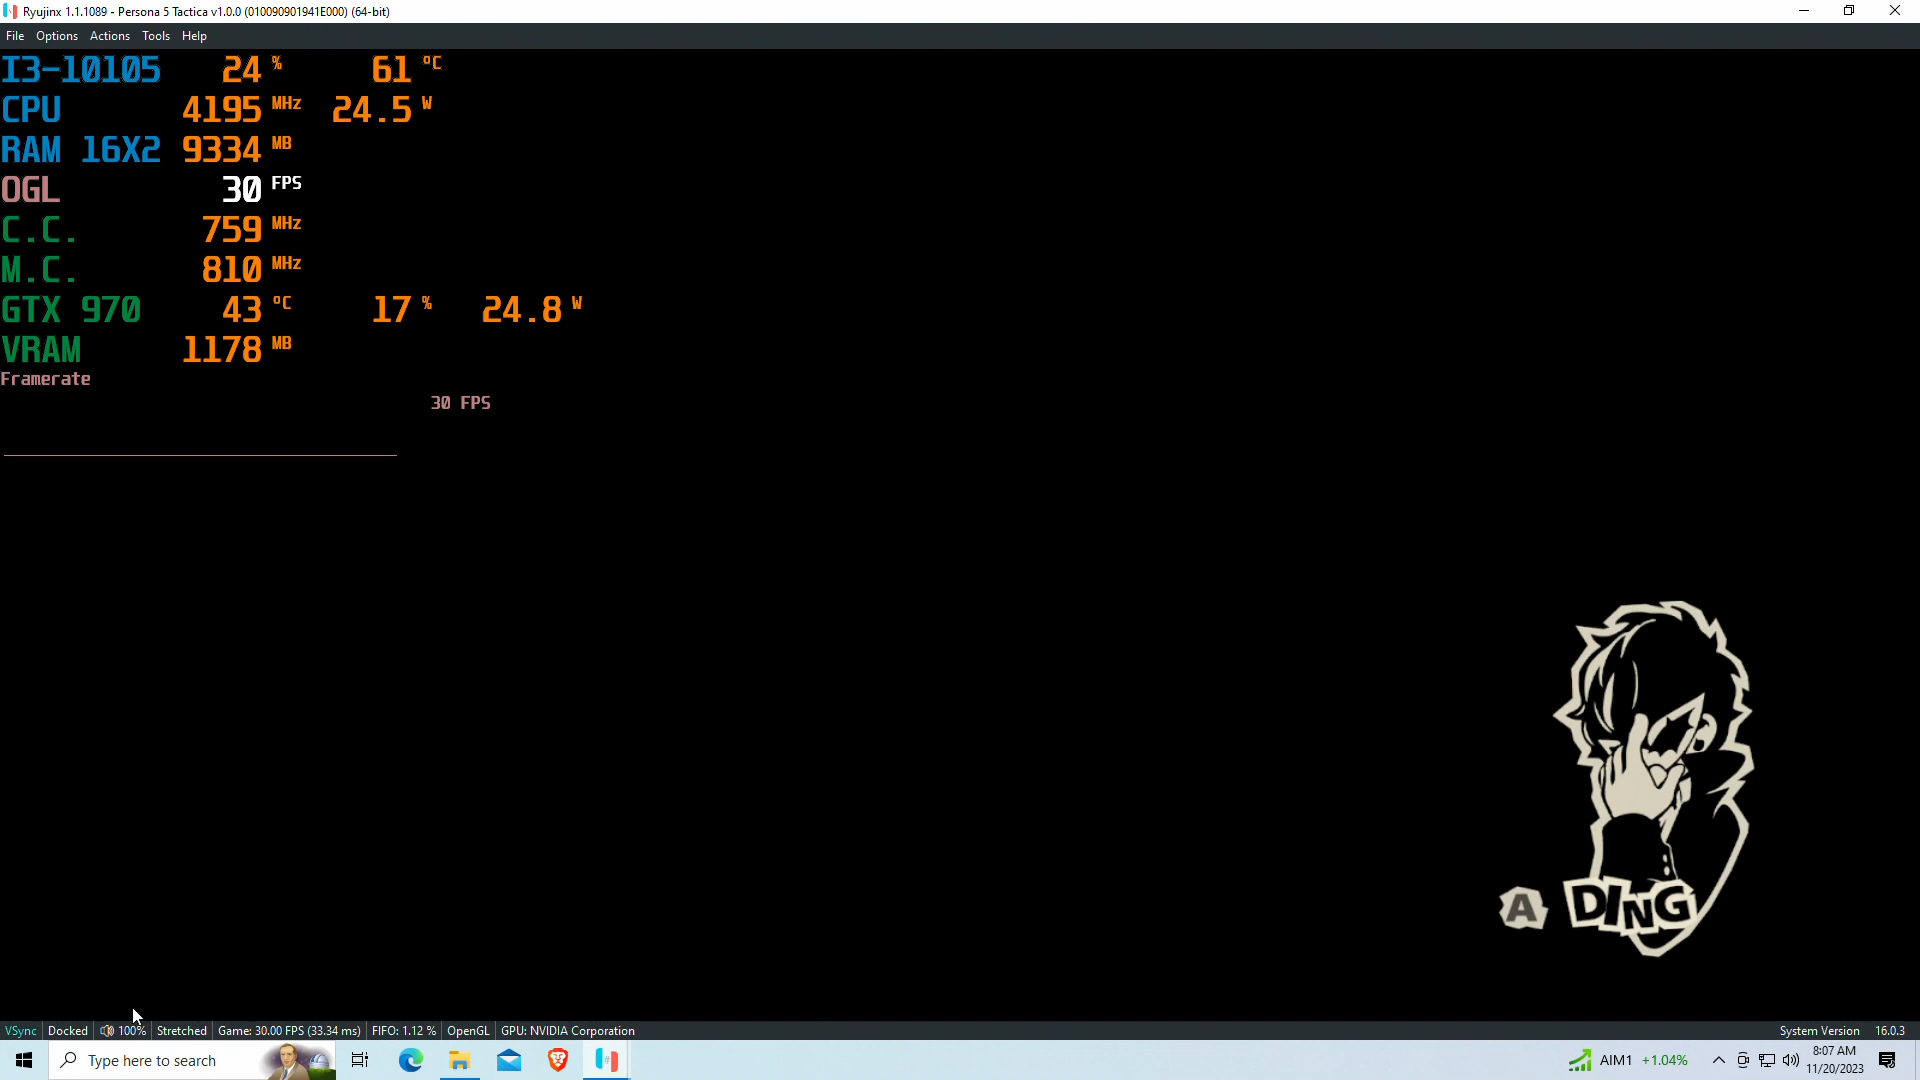 Ryujinx 1.1.1089 - Persona 5 Tactica v1.0.0 (010090901941E000) (64-bit)
File Options Actions Tools Help
I3-10105 24 % 61 °C
CPU 4195 MHz 24.5 W
RAM 16X2 9334 MB
OGL 30 FPS
C.C. 759 MHz
M.C. 810 MHz
GTX 970 43 °C 17 % 24.8 W
VRAM 1178 MB
Framerate
30 FPS
A DING
VSync Docked 100% Stretched Game: 30.00 FPS (33.34 ms) FIFO: 1.12 % OpenGL GPU: NVIDIA Corporation System Version 16.0.3
Type here to search AIM1 +1.04% 8:07 AM
11/20/2023